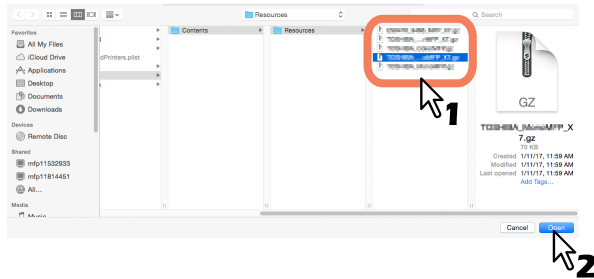 Resources
Search
Favorites
All My Files
iCloud Drive
Applications
Desktop
Documents
Downloads
Devices
Remote Disc
Shared
mfp11532933
mfp11814451
All...
Media
Music
dPrinters.plist
Contents
Resources
1
GZ
7.gz
70 KB
Created 1/11/17, 11:59 AM
Modified 1/11/17, 11:59 AM
Last opened 1/11/17, 11:59 AM
Add Tags...
Cancel
Open
2